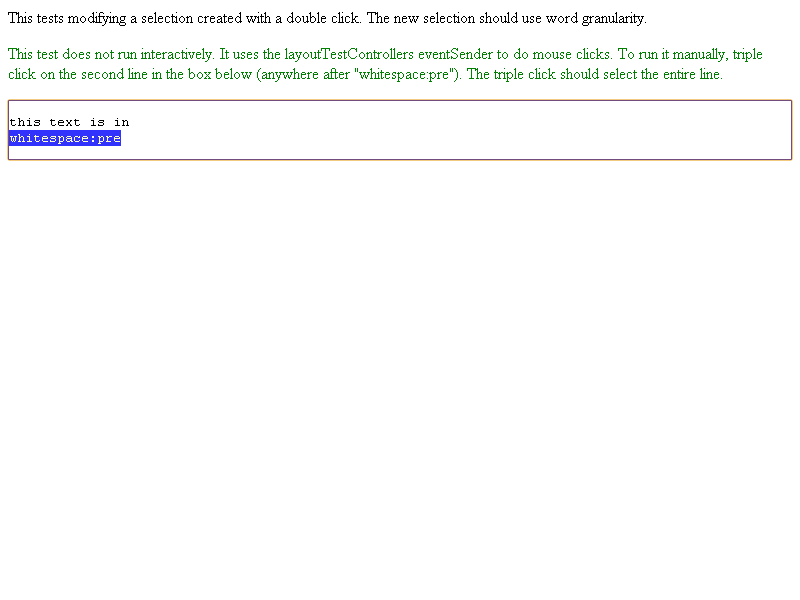 This tests modifying a selection created with a double click. The new selection should use word granularity.
This test does not run interactively. It uses the layoutTestControllers eventSender to do mouse clicks. To run it manually, triple
click on the second line in the box below (anywhere after "whitespace:pre"). The triple click should select the entire line.
this text is in
whitespace:pre